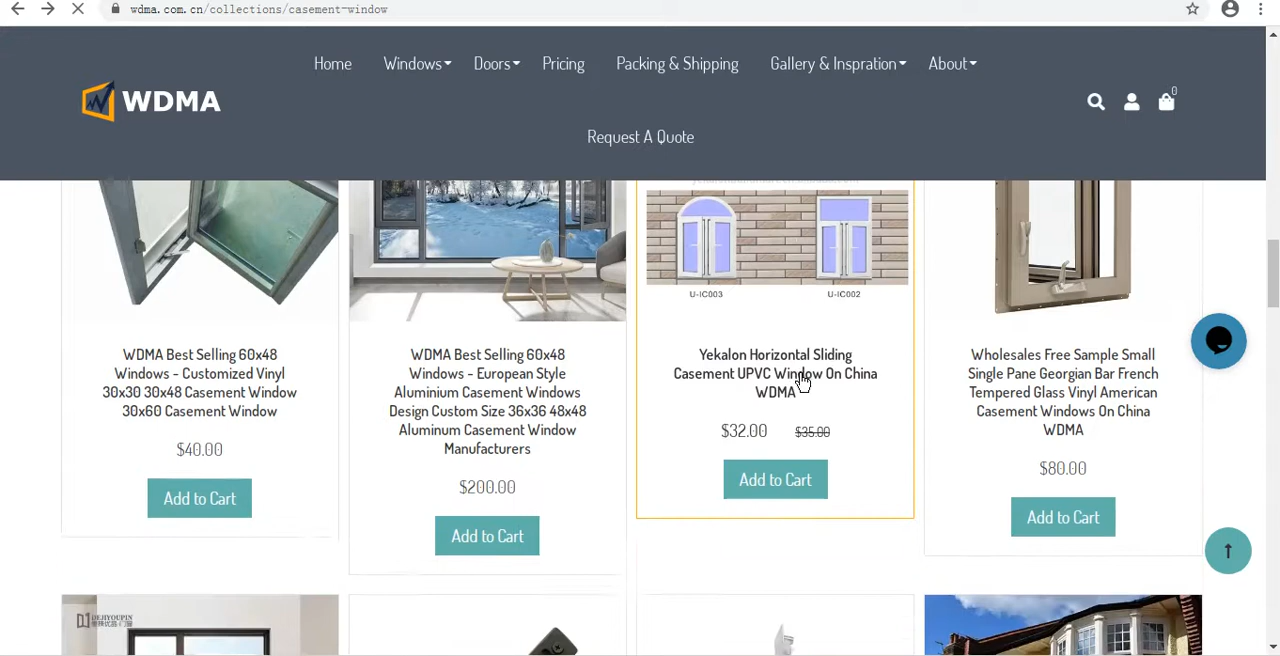 wdma.com.cn/collections/casement-window
Home
Windows
Doors
Pricing
Packing & Shipping
Gallery & Inspration
About
WDMA
0
Request A Quote
U-IC003
U-IC002
WDMA Best Selling 60x48
Windows - Customized Vinyl
30x30 30x48 Casement Window
30x60 Casement Window
$40.00
Add to Cart
WDMA Best Selling 60x48
Windows - European Style
Aluminium Casement Windows
Design Custom Size 36x36 48x48
Aluminum Casement Window
Manufacturers
$200.00
Add to Cart
Yekalon Horizontal Sliding
Casement UPVC Window On China
WDMA
$32.00
$35.00
Add to Cart
Wholesales Free Sample Small
Single Pane Georgian Bar French
Tempered Glass Vinyl American
Casement Windows On China
WDMA
$80.00
Add to Cart
DEJIYOUPIN